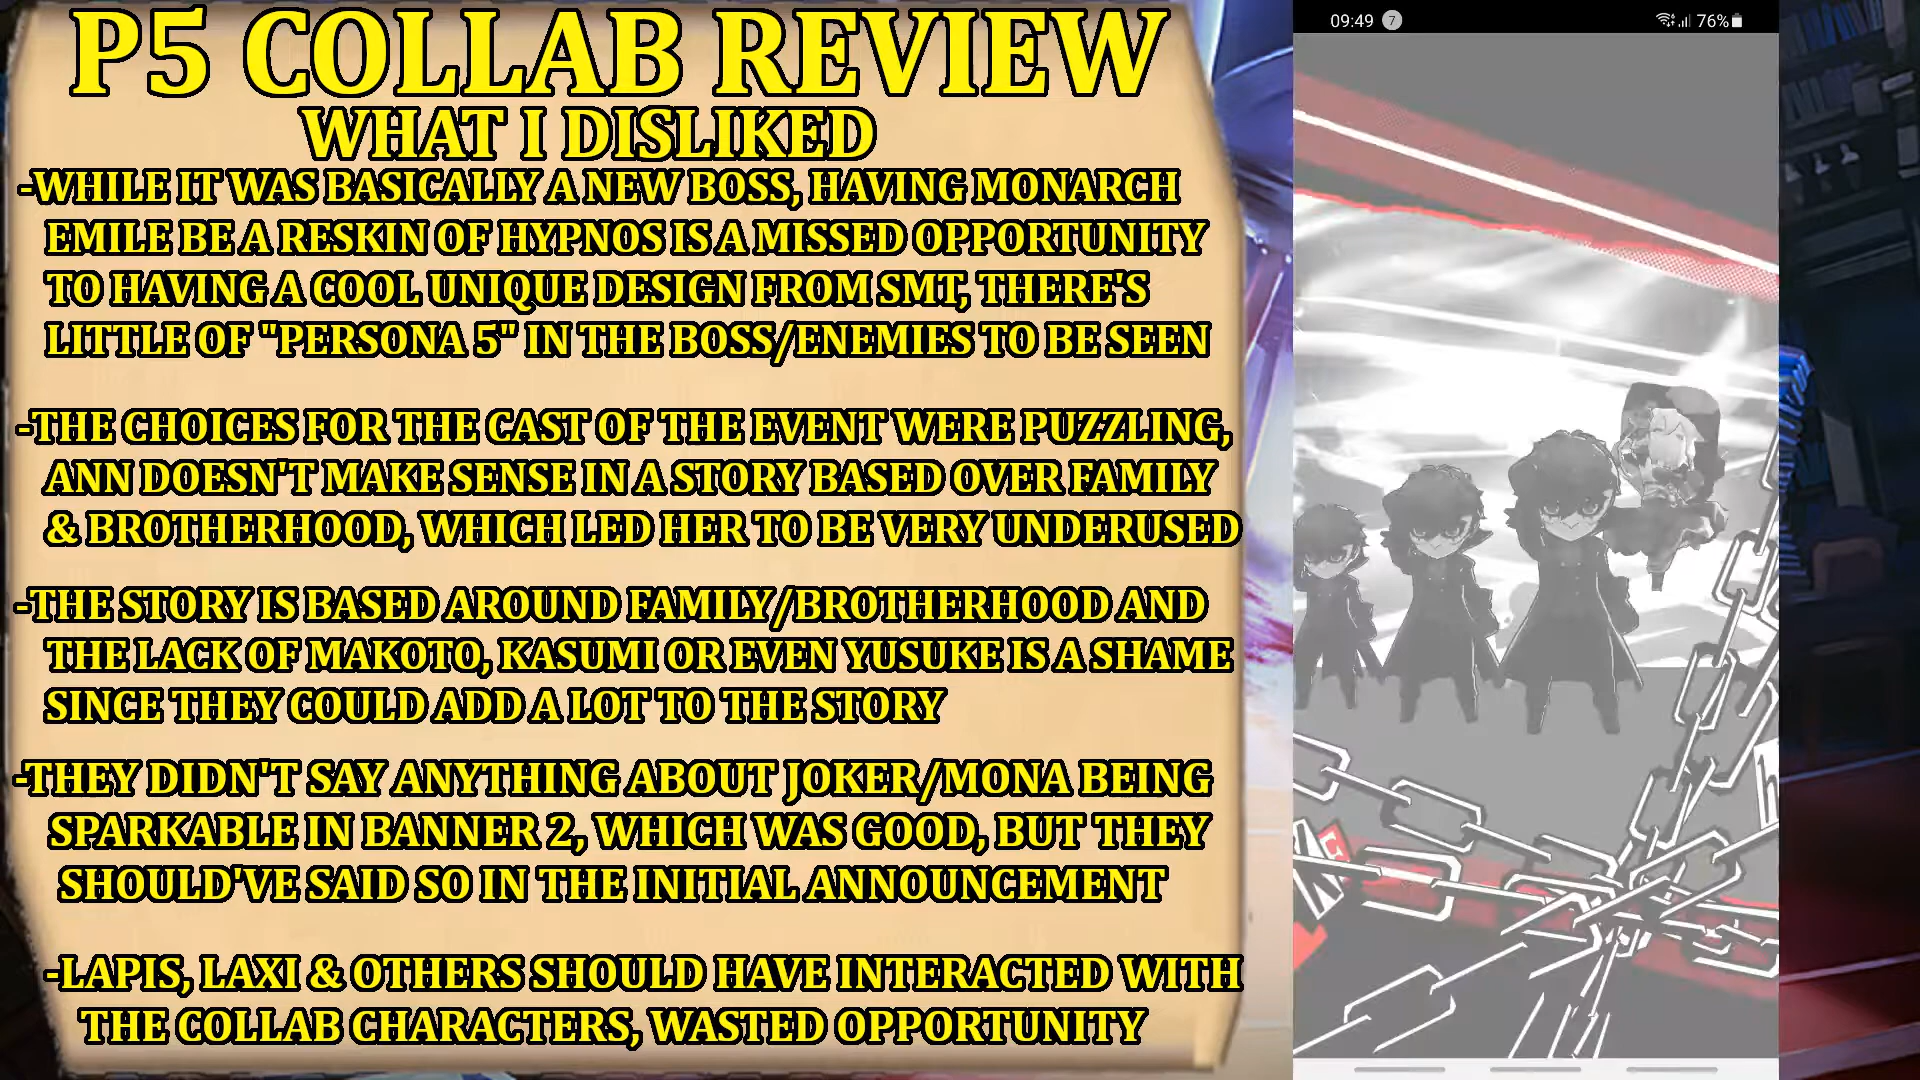 P5 COLLAB REVIEW
WHAT I DISLIKED
-WHILE IT WAS BASICALLY A NEW BOSS, HAVING MONARCH
EMILE BE A RESKIN OF HYPNOS IS A MISSED OPPORTUNITY
TO HAVING A COOL UNIQUE DESIGN FROM SMT, THERE'S
LITTLE OF "PERSONA 5" IN THE BOSS/ENEMIES TO BE SEEN
-THE CHOICES FOR THE CAST OF THE EVENT WERE PUZZLING,
ANN DOESN'T MAKE SENSE IN A STORY BASED OVER FAMILY
& BROTHERHOOD, WHICH LED HER TO BE VERY UNDERUSED
-THE STORY IS BASED AROUND FAMILY/BROTHERHOOD AND
THE LACK OF MAKOTO, KASUMI OR EVEN YUSUKE IS A SHAME
SINCE THEY COULD ADD A LOT TO THE STORY
-THEY DIDN'T SAY ANYTHING ABOUT JOKER/MONA BEING
SPARKABLE IN BANNER 2, WHICH WAS GOOD, BUT THEY
SHOULD'VE SAID SO IN THE INITIAL ANNOUNCEMENT
-LAPIS, LAXI & OTHERS SHOULD HAVE INTERACTED WITH
THE COLLAB CHARACTERS, WASTED OPPORTUNITY
09:49 7 76%